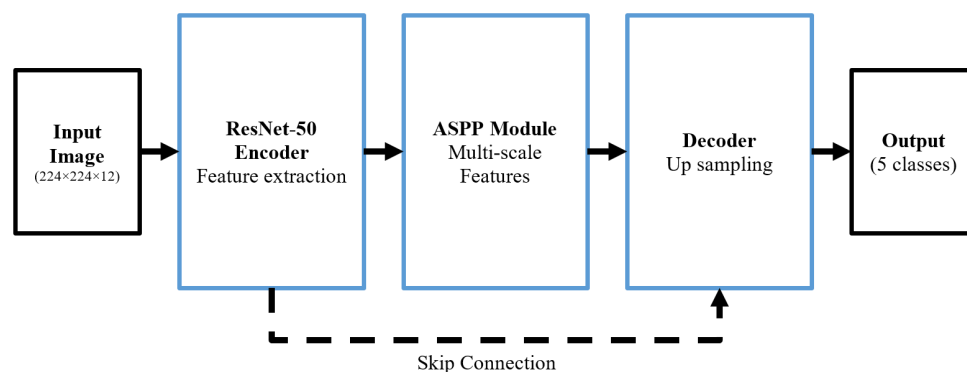 Input
Image
(224×224×12)
ResNet-50
Encoder
Feature extraction
ASPP Module
Multi-scale
Features
Decoder
Up sampling
Output
(5 classes)
Skip Connection